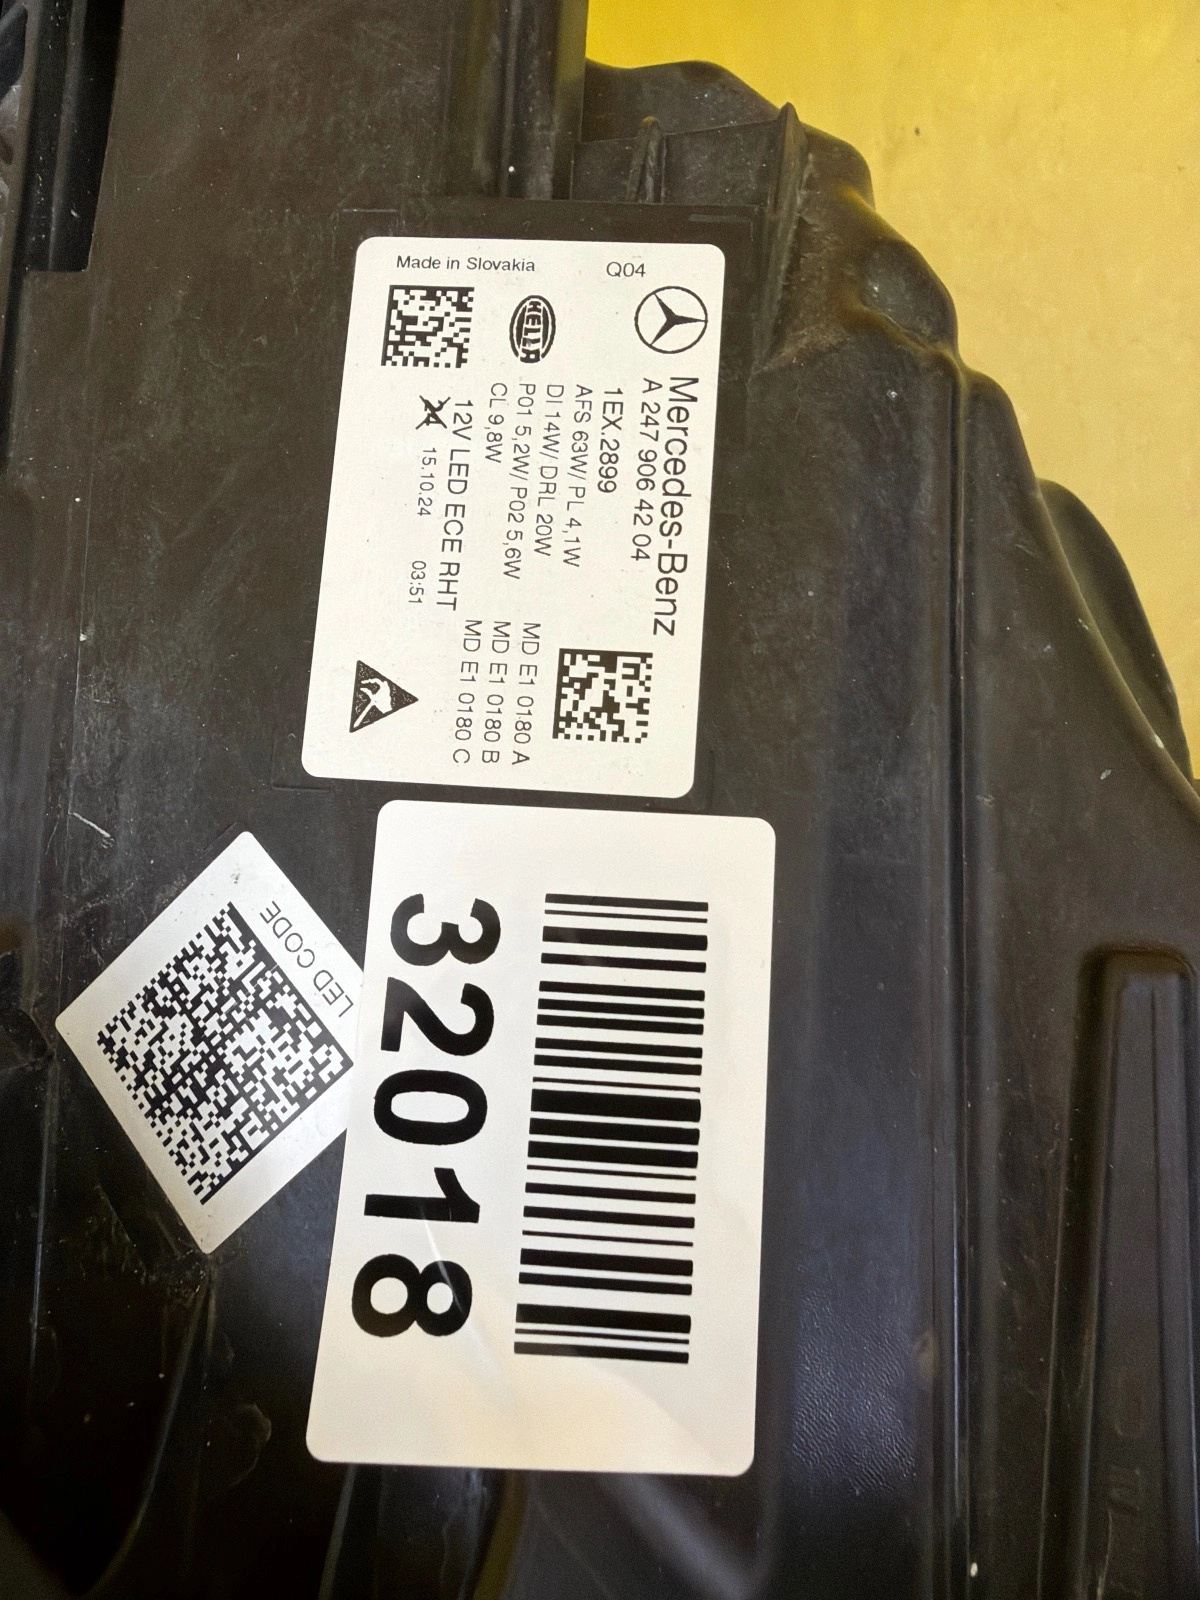 Made in Slovakia
Q04
HELLA
Mercedes-Benz
A 247 906 42 04
1EX.2899
AFS 63W/ PL 4,1W
DI 14W/ DRL 20W
P01 5,2W/ P02 5,6W
CL 9,8W
MD E1 0180 A
MD E1 0180 B
MD E1 0180 C
12V LED ECE RHT
24 15.10.24 03:51
LED CODE
32018